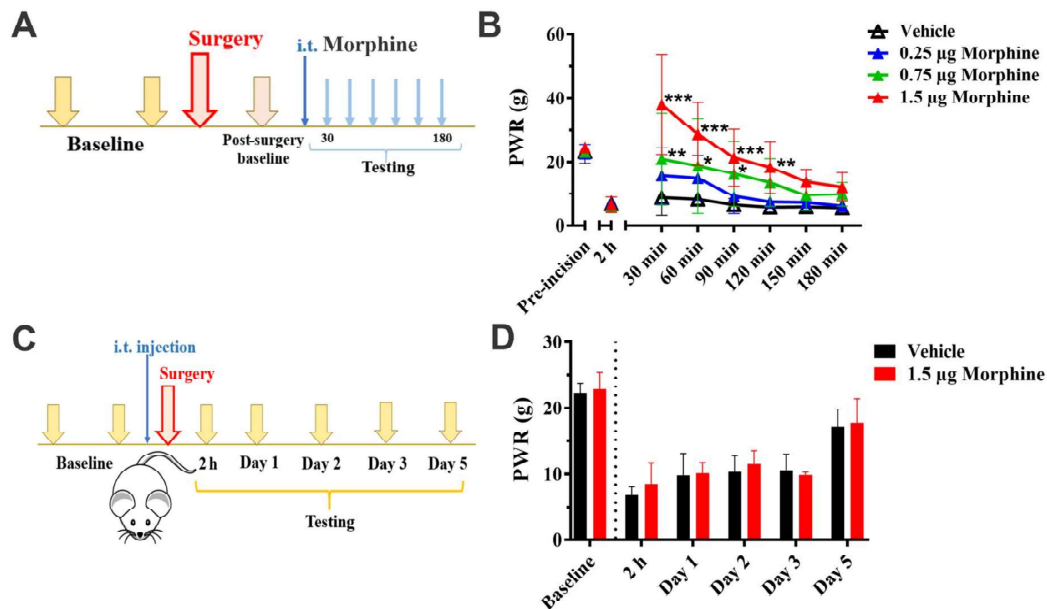 A
Surgery
i.t. Morphine
Baseline
Post-surgery
baseline
30
180
Testing
B
PWR (g)
60
40
20
0
***
***
***
**
**
*
*
Pre-incision
2 h
30 min
60 min
90 min
120 min
150 min
180 min
Vehicle
0.25 µg Morphine
0.75 µg Morphine
1.5 µg Morphine
C
i.t. injection
Surgery
Baseline
2 h
Day 1
Day 2
Day 3
Day 5
Testing
D
PWR (g)
30
20
10
0
Baseline
2 h
Day 1
Day 2
Day 3
Day 5
Vehicle
1.5 µg Morphine